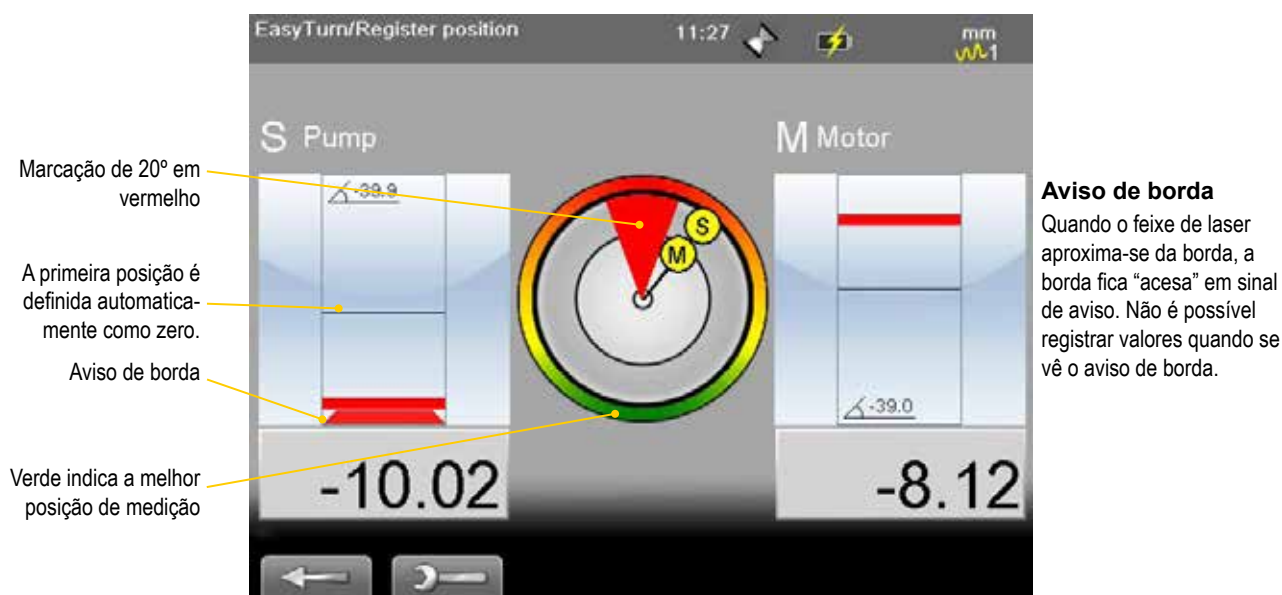 EasyTurn/Register position
11:27
mm
1
S Pump
M Motor
Marcação de 20º em
vermelho
-39.9
S
M
A primeira posição é
definida automatica-
mente como zero.
Aviso de borda
-39.0
Verde indica a melhor
posição de medição
-10.02
-8.12
Aviso de borda
Quando o feixe de laser
aproxima-se da borda, a
borda fica “acesa” em sinal
de aviso. Não é possível
registrar valores quando se
vê o aviso de borda.